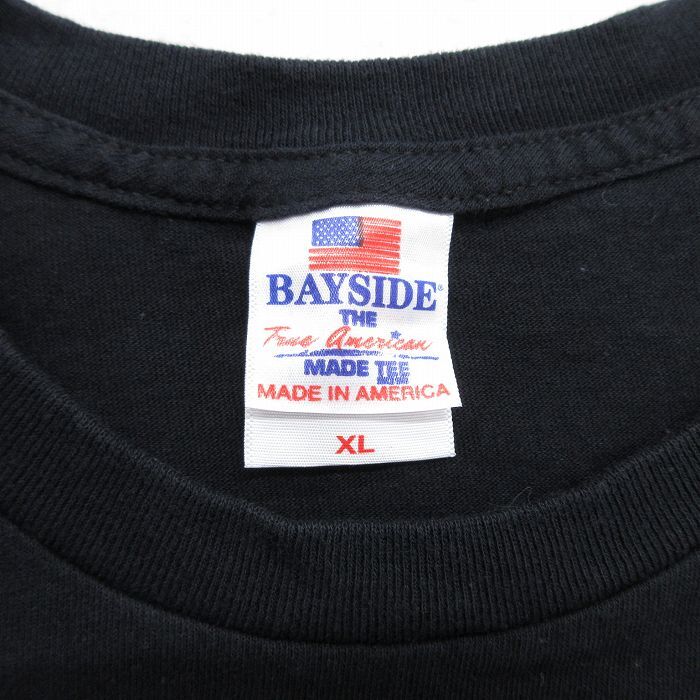 BAYSIDE®
THE
True American
MADE TEE
MADE IN AMERICA
XL